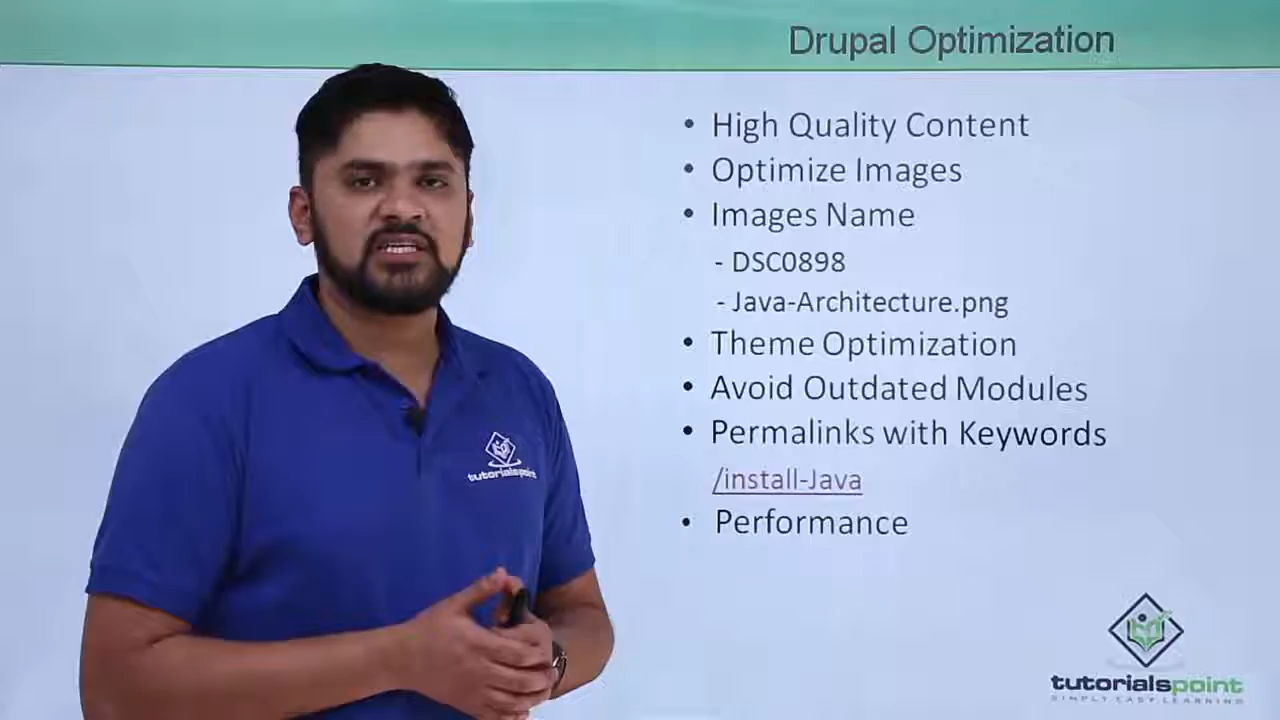 Drupal Optimization
• High Quality Content
• Optimize Images
• Images Name
- DSC0898
- Java-Architecture.png
• Theme Optimization
• Avoid Outdated Modules
• Permalinks with Keywords
/install-Java
• Performance
tutorialspoint
tutorialspoint
SIMPLY EASY LEARNING